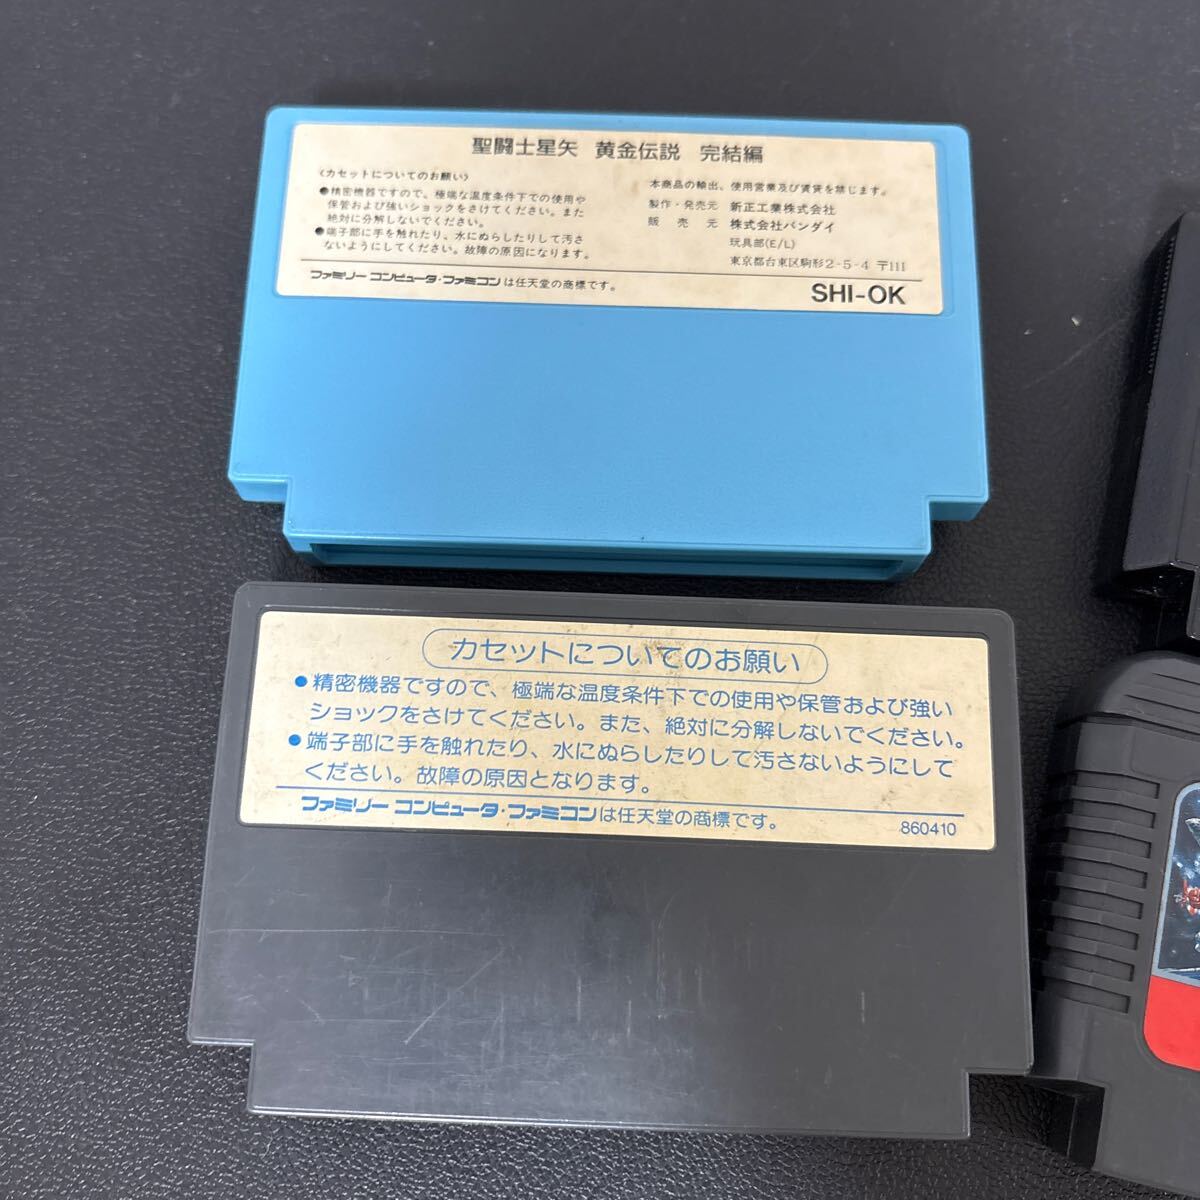 聖闘士星矢 黄金伝説 完結編
〈カセットについてのお願い〉
●精密機器ですので、極端な温度条件下での使用や
保管および強いショックをさけてください。また
絶対に分解しないでください。
●端子部に手を触れたり、水にぬらしたりして汚さ
ないようにしてください。故障の原因になります。
本商品の輸出、使用営業及び賃貸を禁じます。
製作・発売元 新正工業株式会社
販売元 株式会社バンダイ
玩具部(E/L)
東京都台東区駒形2-5-4 〒111
ファミリー コンピュータ・ファミコンは任天堂の商標です。
SHI-OK
カセットについてのお願い
●精密機器ですので、極端な温度条件下での使用や保管および強い
ショックをさけてください。また、絶対に分解しないでください。
●端子部に手を触れたり、水にぬらしたりして汚さないようにして
ください。故障の原因となります。
ファミリー コンピュータ・ファミコンは任天堂の商標です。
860410